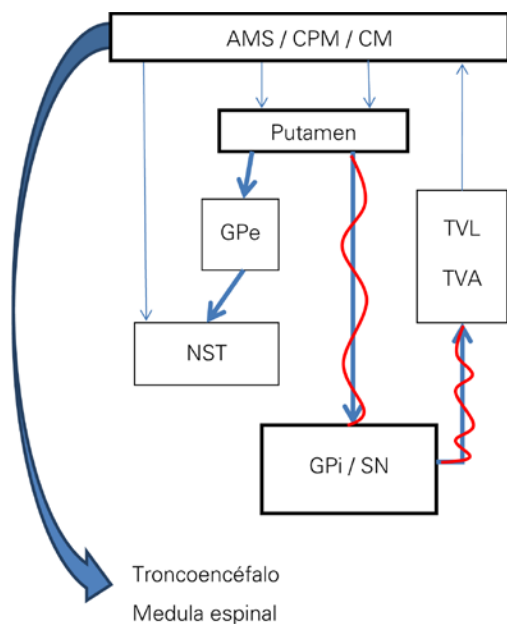 AMS / CPM / CM
Putamen
GPe
TVL
TVA
NST
GPi / SN
Troncoencéfalo
Medula espinal